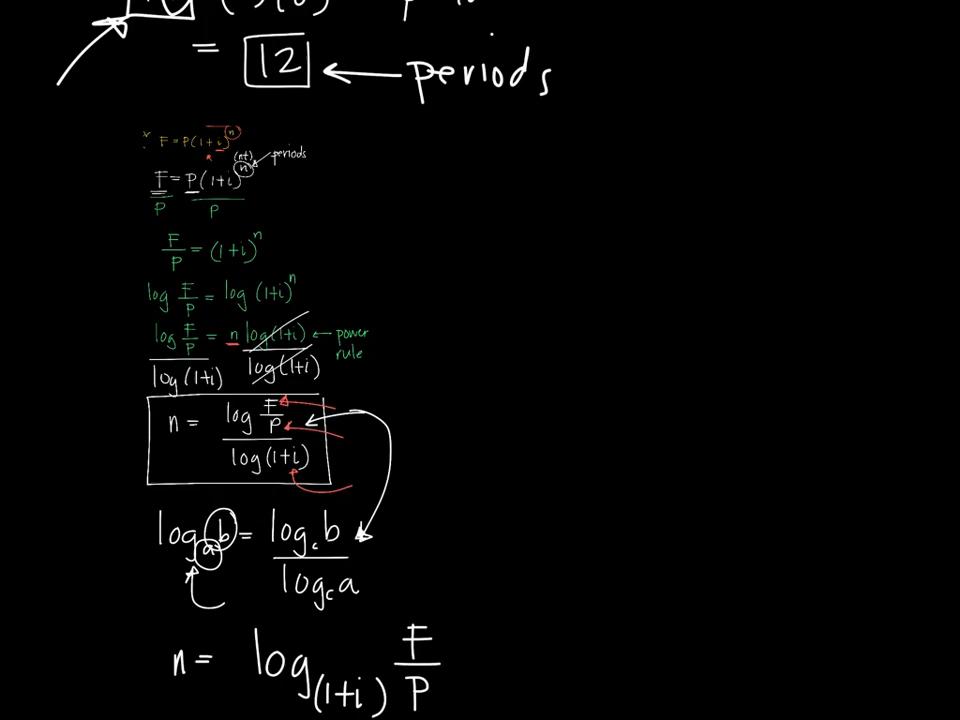 = 12 ← periods
* F = P(1+i)^n
(nt)
F = P(1+i)^n periods
P P
F/P = (1+i)^n
log F/P = log (1+i)^n
log F/P = n log(1+i) ← power rule
log(1+i) log(1+i)
n = log F/P
log(1+i)
log_a b = log_c b
log_c a
n = log_(1+i) F/P